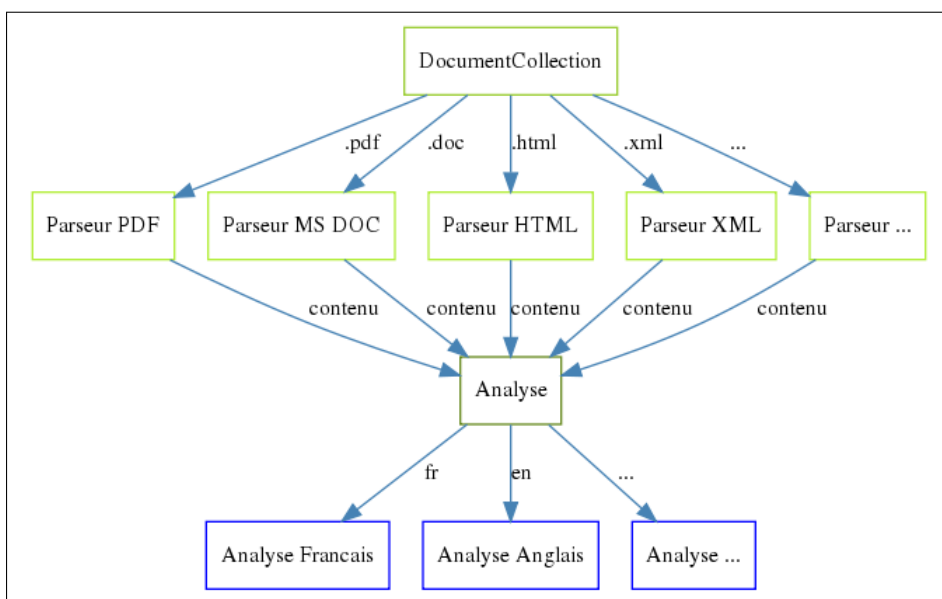 DocumentCollection
.pdf .doc .html .xml ...
Parseur PDF Parseur MS DOC Parseur HTML Parseur XML Parseur ...
contenu contenu contenu contenu contenu
Analyse
fr en ...
Analyse Francais Analyse Anglais Analyse ...